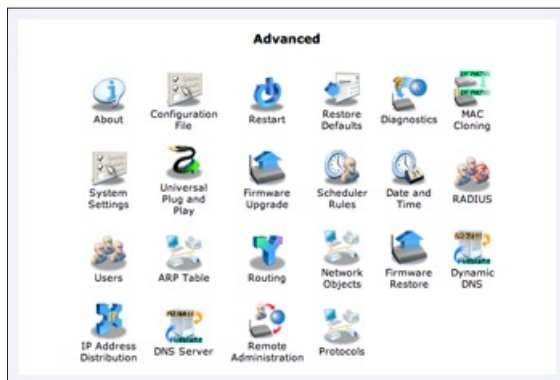 Advanced
About
Configuration
File
Restart
Restore
Defaults
Diagnostics
MAC
Cloning
System
Settings
Universal
Plug and
Play
Firmware
Upgrade
Scheduler
Rules
Date and
Time
RADIUS
Users
ARP Table
Routing
Network
Objects
Firmware
Restore
Dynamic
DNS
IP Address
Distribution
DNS Server
Remote
Administration
Protocols